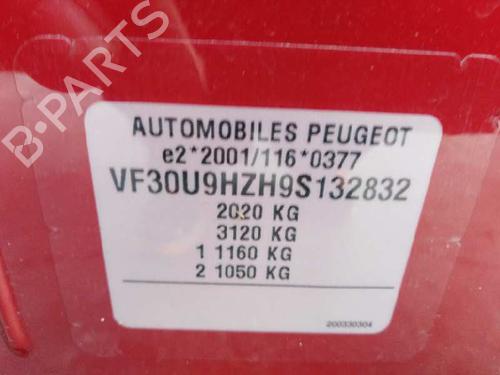 AUTOMOBILES PEUGEOT
e2*2001/116*0377
VF30U9HZH9S132832
2020 KG
3120 KG
1 1160 KG
2 1050 KG
200330304
B-PARTS